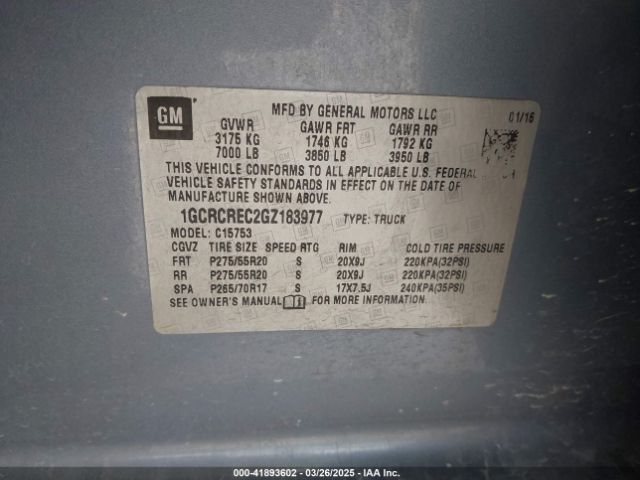 GM
MFD BY GENERAL MOTORS LLC 01/16
GVWR GAWR FRT GAWR RR
3175 KG 1746 KG 1792 KG
7000 LB 3850 LB 3950 LB
THIS VEHICLE CONFORMS TO ALL APPLICABLE U.S. FEDERAL
VEHICLE SAFETY STANDARDS IN EFFECT ON THE DATE OF
MANUFACTURE SHOWN ABOVE.
1GCRCREC2GZ183977 TYPE: TRUCK
MODEL: C15753
CGVZ TIRE SIZE SPEED RTG RIM COLD TIRE PRESSURE
FRT P275/55R20 S 20X9J 220KPA(32PSI)
RR P275/55R20 S 20X9J 220KPA(32PSI)
SPA P265/70R17 S 17X7.5J 240KPA(35PSI)
SEE OWNER'S MANUAL FOR MORE INFORMATION.
000-41893602 - 03/26/2025 - IAA Inc.